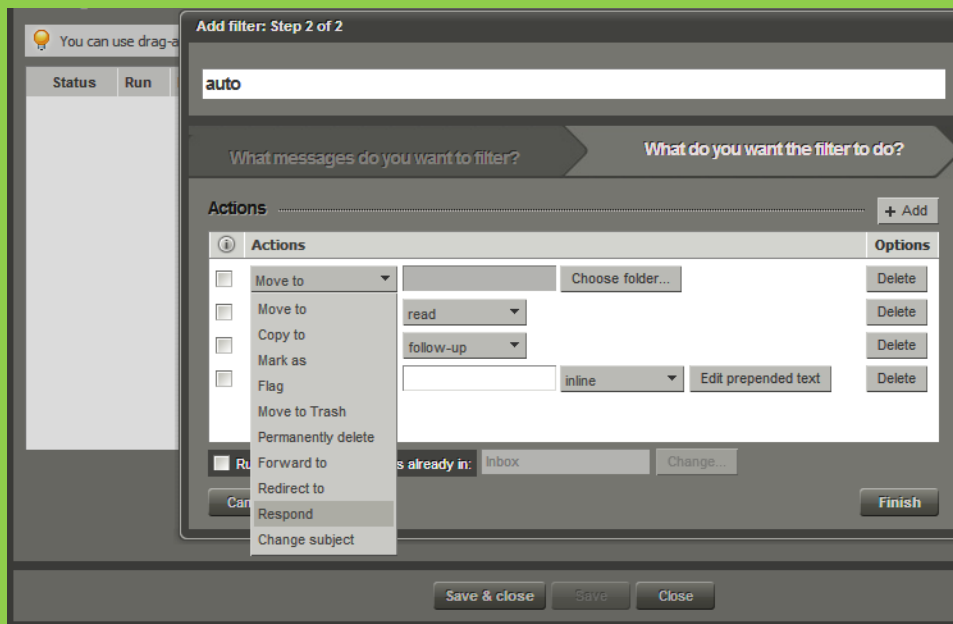 Add filter: Step 2 of 2
You can use drag-a
Status Run
auto
What messages do you want to filter?
What do you want the filter to do?
Actions
+ Add
Actions Options
Move to Choose folder... Delete
Move to
read Delete
Copy to
Mark as
follow-up Delete
Flag
inline Edit prepended text Delete
Move to Trash
Permanently delete
Forward to
Ru s already in: Inbox Change...
Redirect to
Can
Finish
Respond
Change subject
Save & close Save Close